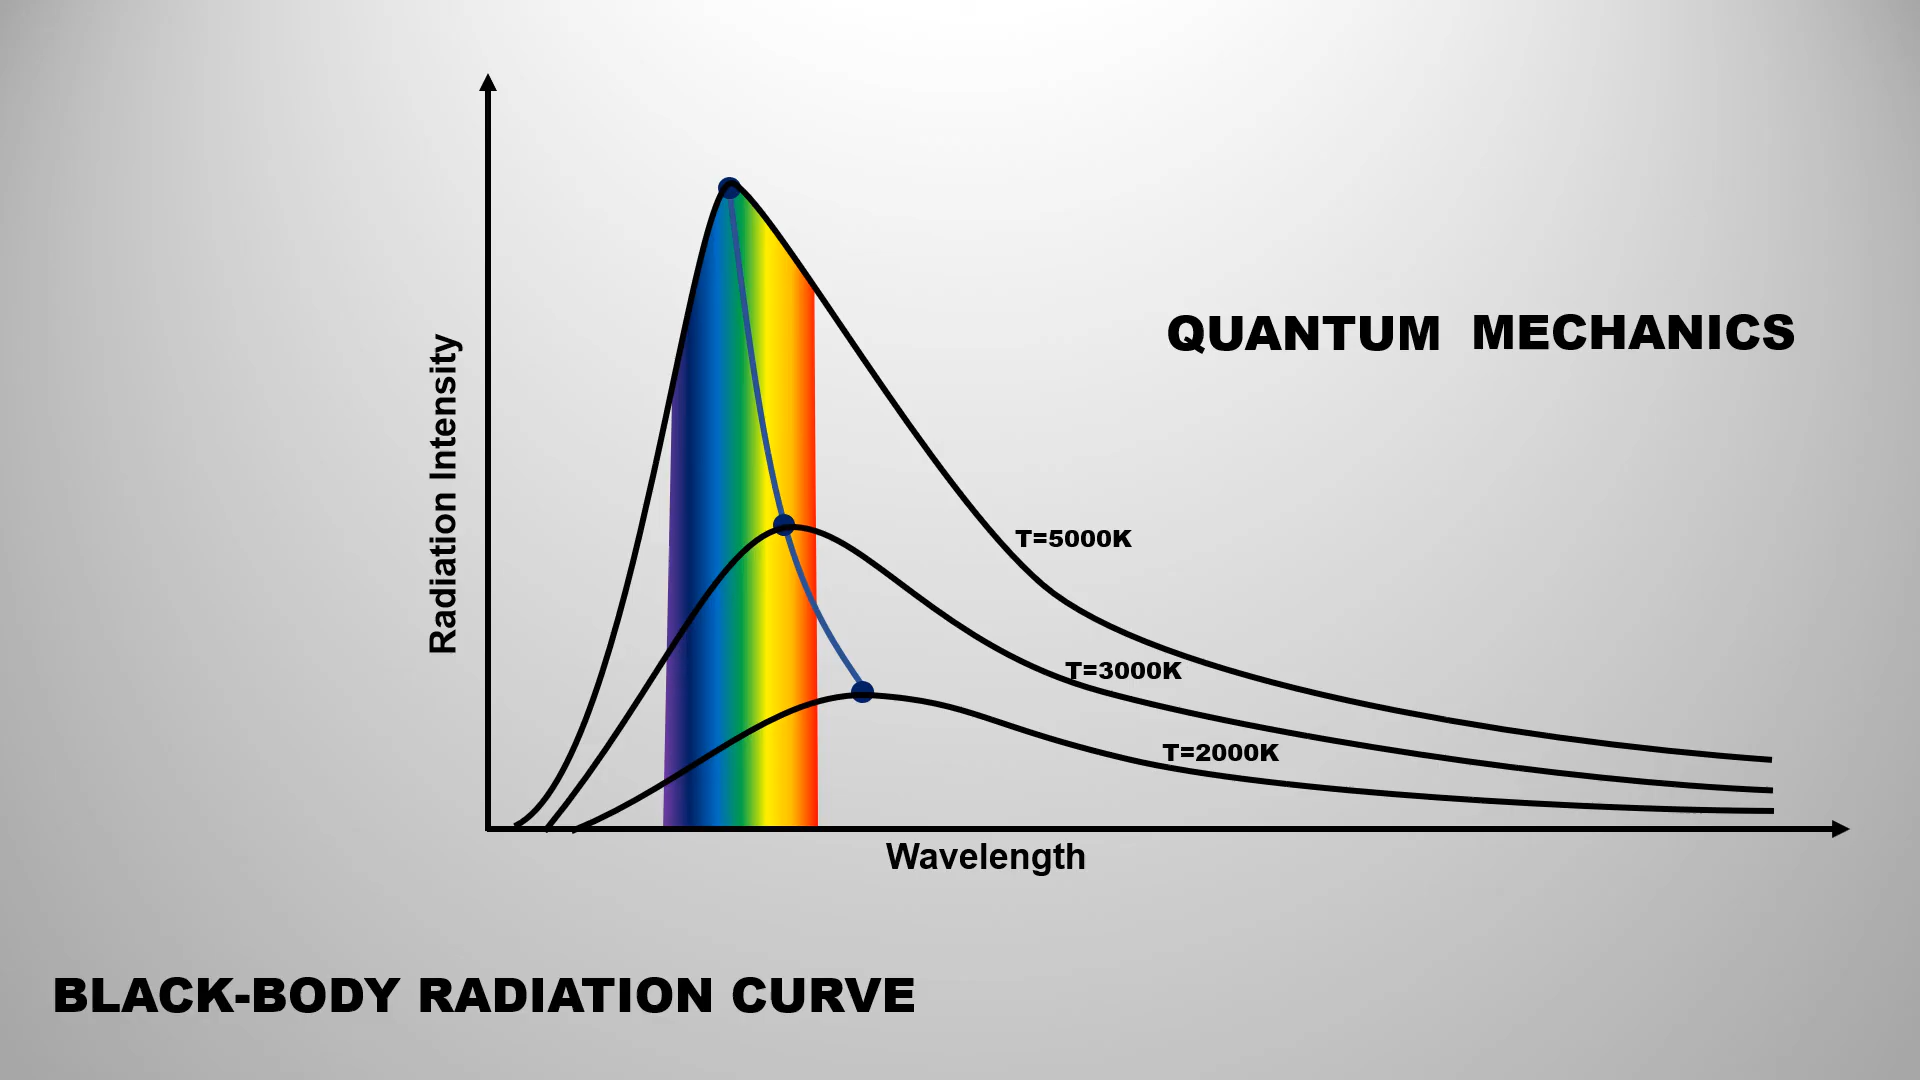 QUANTUM MECHANICS
Radiation Intensity
T=5000K
T=3000K
T=2000K
Wavelength
BLACK-BODY RADIATION CURVE